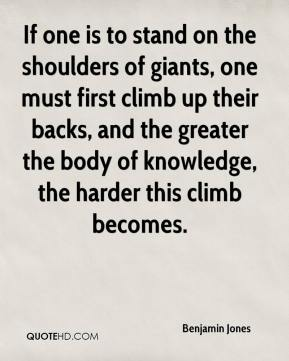 If one is to stand on the
shoulders of giants, one
must first climb up their
backs, and the greater
the body of knowledge,
the harder this climb
becomes.
Benjamin Jones
QUOTEHD.COM